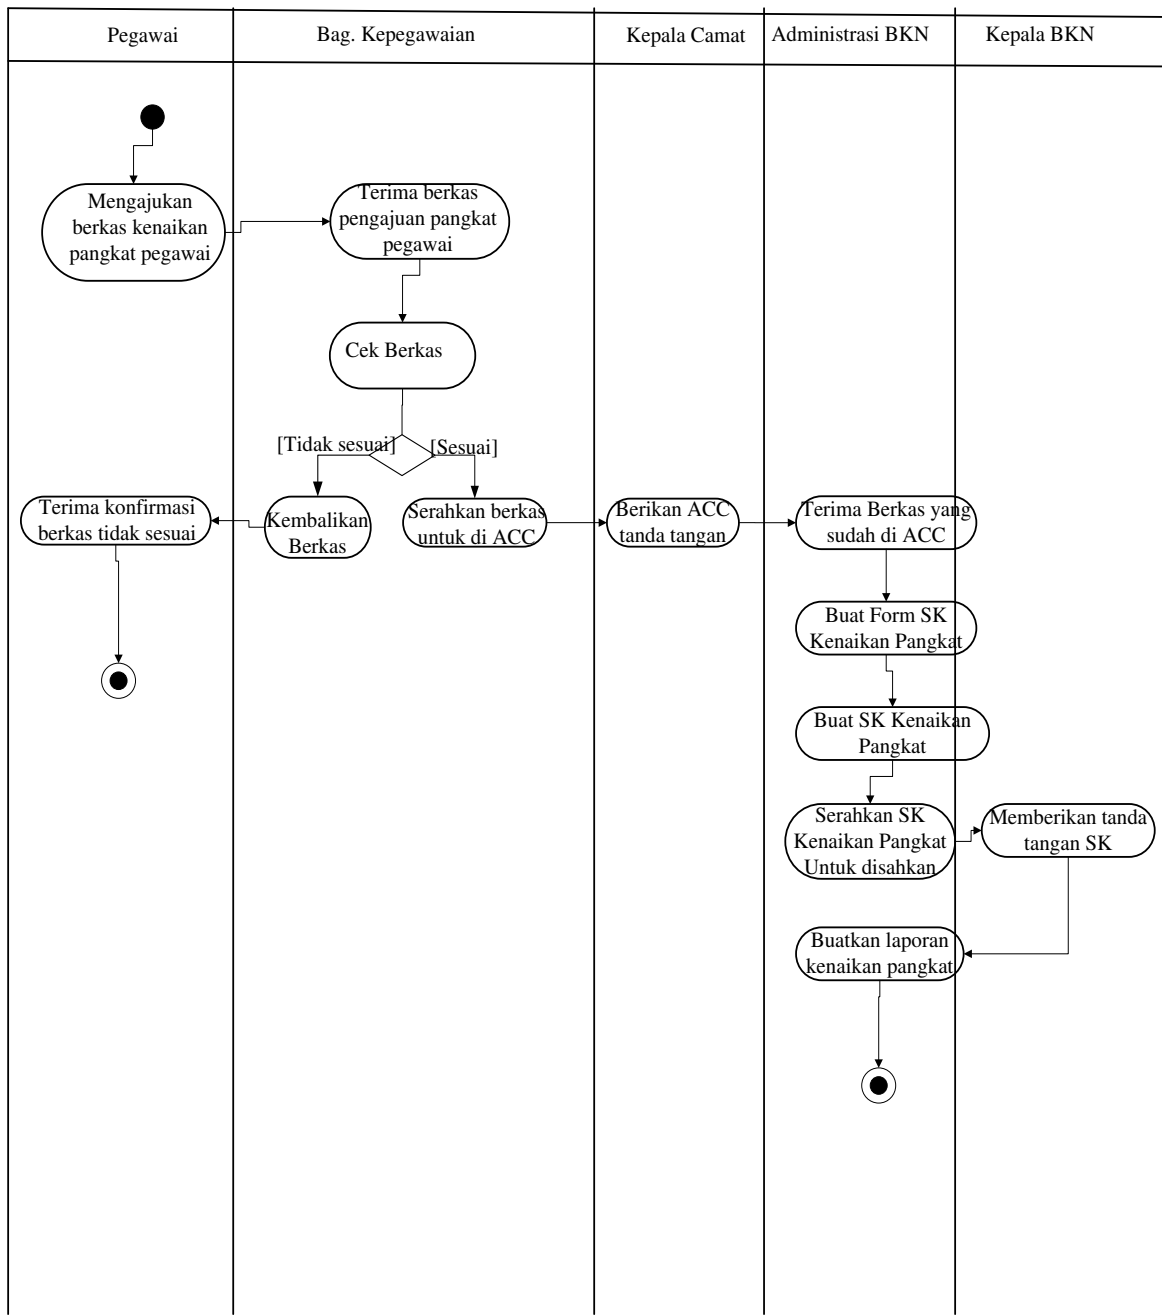 Pegawai
Bag. Kepegawaian
Kepala Camat
Administrasi BKN
Kepala BKN
Mengajukan
berkas kenaikan
pangkat pegawai
Terima berkas
pengajuan pangkat
pegawai
Cek Berkas
[Tidak sesuai]
[Sesuai]
Terima konfirmasi
berkas tidak sesuai
Kembalikan
Berkas
Serahkan berkas
untuk di ACC
Berikan ACC
tanda tangan
Terima Berkas yang
sudah di ACC
Buat Form SK
Kenaikan Pangkat
Buat SK Kenaikan
Pangkat
Serahkan SK
Kenaikan Pangkat
Untuk disahkan
Memberikan tanda
tangan SK
Buatkan laporan
kenaikan pangkat